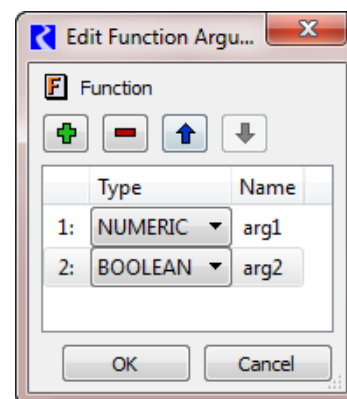 Edit Function Argu...
F Function
Type Name
1: NUMERIC arg1
2: BOOLEAN arg2
OK Cancel